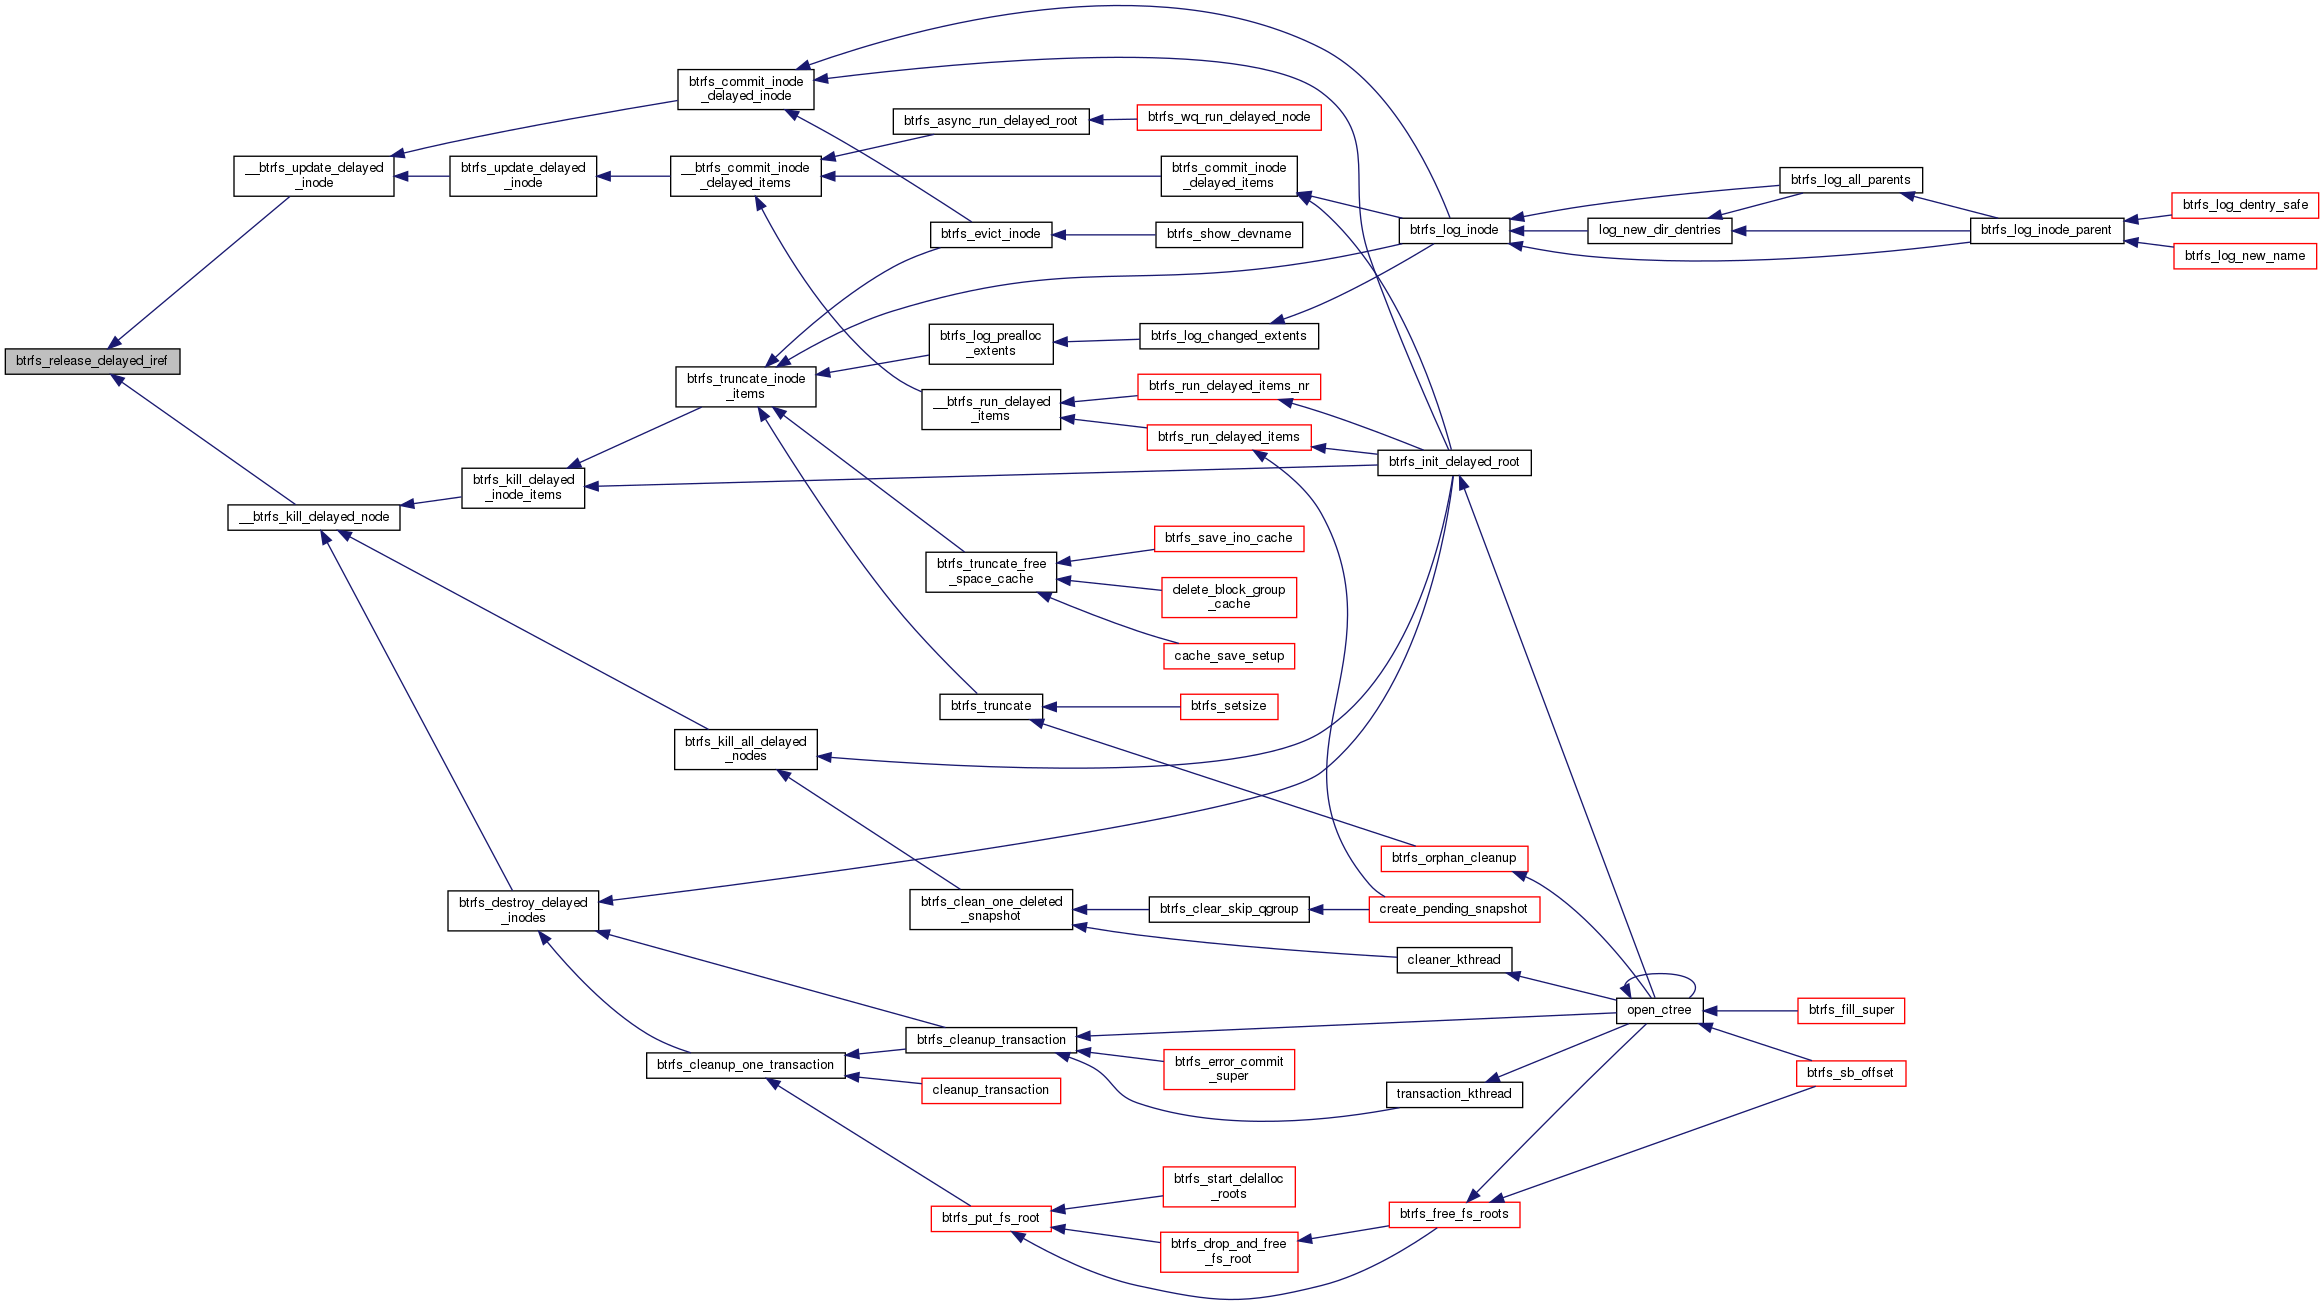 btrfs_release_delayed_iref
__btrfs_update_delayed
_inode
__btrfs_kill_delayed_node
btrfs_update_delayed
_inode
btrfs_kill_delayed
_inode_items
btrfs_destroy_delayed
_inodes
btrfs_commit_inode
_delayed_inode
__btrfs_commit_inode
_delayed_items
btrfs_truncate_inode
_items
btrfs_kill_all_delayed
_nodes
btrfs_cleanup_one_transaction
btrfs_async_run_delayed_root
btrfs_evict_inode
btrfs_log_prealloc
_extents
__btrfs_run_delayed
_items
btrfs_truncate_free
_space_cache
btrfs_truncate
btrfs_clean_one_deleted
_snapshot
btrfs_cleanup_transaction
cleanup_transaction
btrfs_put_fs_root
btrfs_wq_run_delayed_node
btrfs_commit_inode
_delayed_items
btrfs_show_devname
btrfs_log_changed_extents
btrfs_run_delayed_items_nr
btrfs_run_delayed_items
btrfs_save_ino_cache
delete_block_group
_cache
cache_save_setup
btrfs_setsize
btrfs_clear_skip_qgroup
btrfs_error_commit
_super
btrfs_start_delalloc
_roots
btrfs_drop_and_free
_fs_root
btrfs_log_inode
btrfs_init_delayed_root
btrfs_orphan_cleanup
create_pending_snapshot
cleaner_kthread
transaction_kthread
btrfs_free_fs_roots
log_new_dir_dentries
open_ctree
btrfs_log_all_parents
btrfs_fill_super
btrfs_sb_offset
btrfs_log_inode_parent
btrfs_log_dentry_safe
btrfs_log_new_name